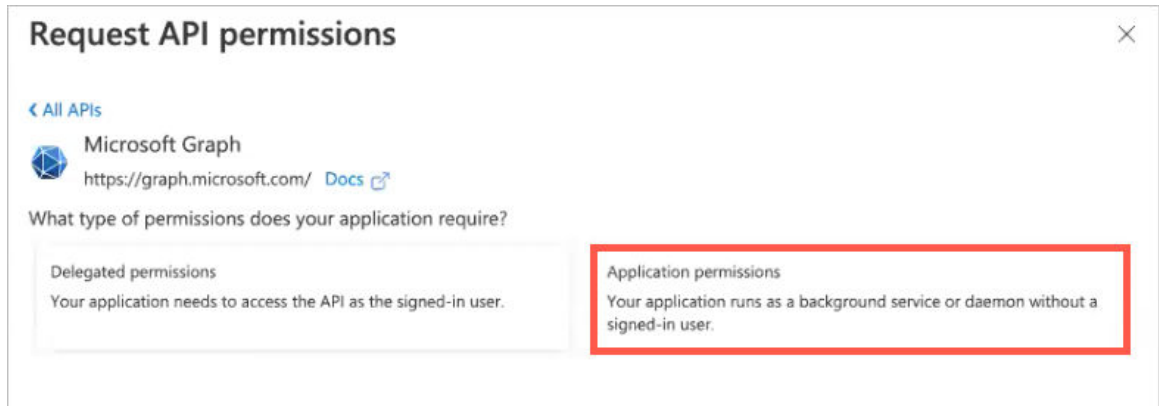 Request API permissions
All APIs
Microsoft Graph
https://graph.microsoft.com/ Docs
What type of permissions does your application require?
Delegated permissions
Your application needs to access the API as the signed-in user.
Application permissions
Your application runs as a background service or daemon without a
signed-in user.